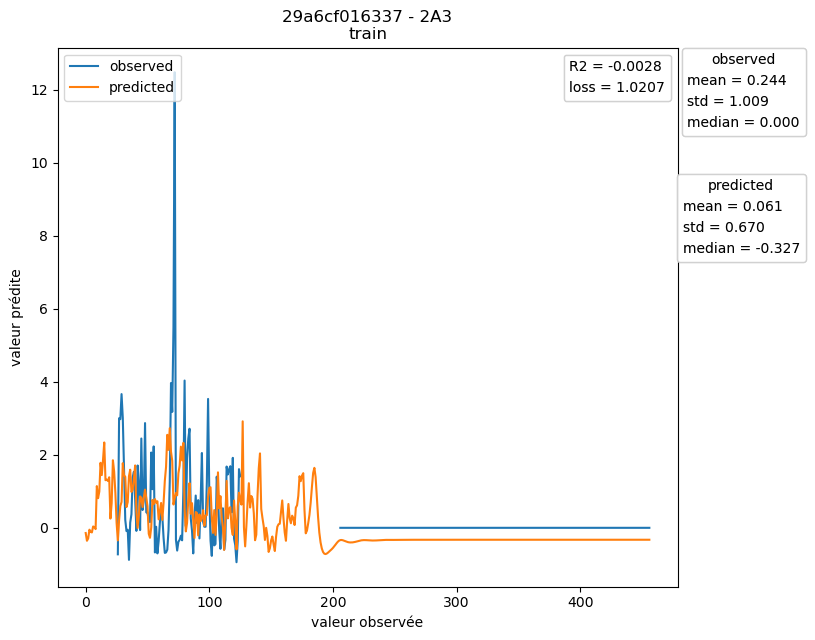 29a6cf016337 - 2A3
train
observed
predicted
R2 = -0.0028
loss = 1.0207
observed
mean = 0.244
std = 1.009
median = 0.000
predicted
mean = 0.061
std = 0.670
median = -0.327
valeur prédite
12
10
8
6
4
2
0
0 100 200 300 400
valeur observée